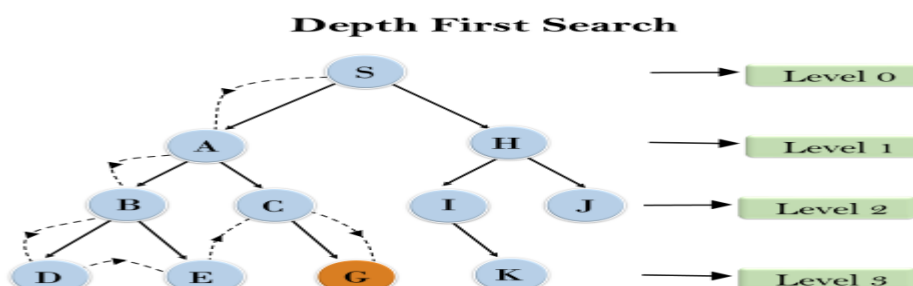 Depth First Search
S
Level 0
A
H
Level 1
B
C
I
J
Level 2
D
E
G
K
Level 3